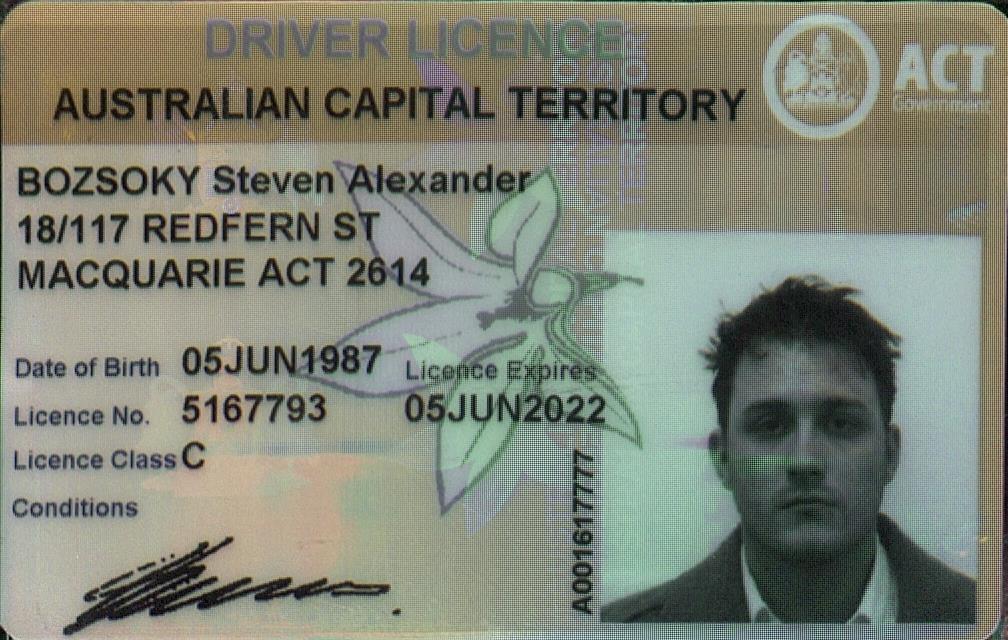 DRIVER LICENCE
AUSTRALIAN CAPITAL TERRITORY
ACT
Government
BOZSOKY Steven Alexander
18/117 REDFERN ST
MACQUARIE ACT 2614
Date of Birth 05JUN1987
Licence Expires
Licence No. 5167793
05JUN2022
Licence Class C
Conditions
A001617777